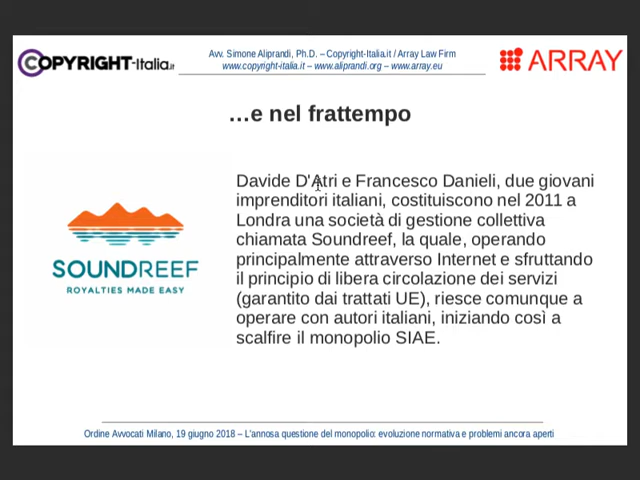 COPYRIGHT-Italia.it
Avv. Simone Aliprandi, Ph.D. – Copyright-Italia.it / Array Law Firm
www.copyright-italia.it – www.aliprandi.org – www.array.eu
ARRAY
…e nel frattempo
Davide D'Atri e Francesco Danieli, due giovani
imprenditori italiani, costituiscono nel 2011 a
Londra una società di gestione collettiva
chiamata Soundreef, la quale, operando
principalmente attraverso Internet e sfruttando
il principio di libera circolazione dei servizi
(garantito dai trattati UE), riesce comunque a
operare con autori italiani, iniziando così a
scalfire il monopolio SIAE.
SOUNDREEF
ROYALTIES MADE EASY
Ordine Avvocati Milano, 19 giugno 2018 – L'annosa questione del monopolio: evoluzione normativa e problemi ancora aperti